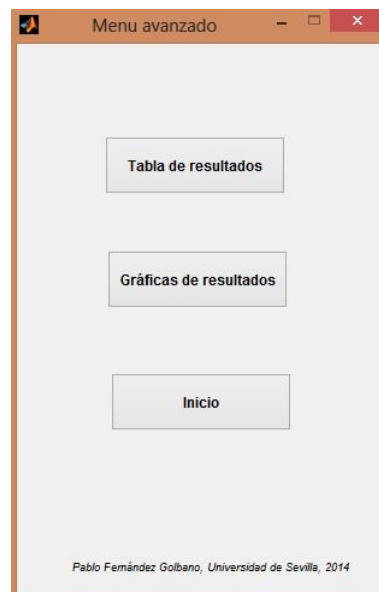 Menu avanzado
Tabla de resultados
Gráficas de resultados
Inicio
Pablo Fernández Golbano, Universidad de Sevilla, 2014